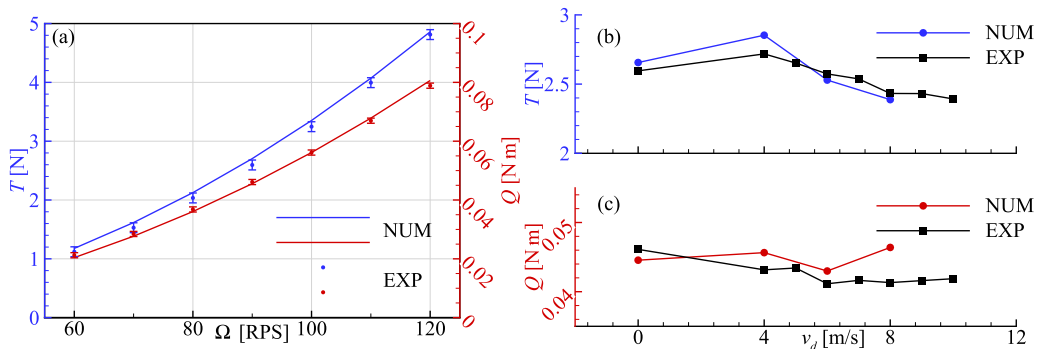 (a)
5
4
3
2
1
0
T [N]
0.1
0.08
0.06
0.04
0.02
0
Q [N m]
NUM
EXP
60
80
100
120
Ω [RPS]
(b)
3
2.5
2
T [N]
NUM
EXP
(c)
0.05
0.04
Q [N m]
NUM
EXP
0
4
8
12
v_d [m/s]